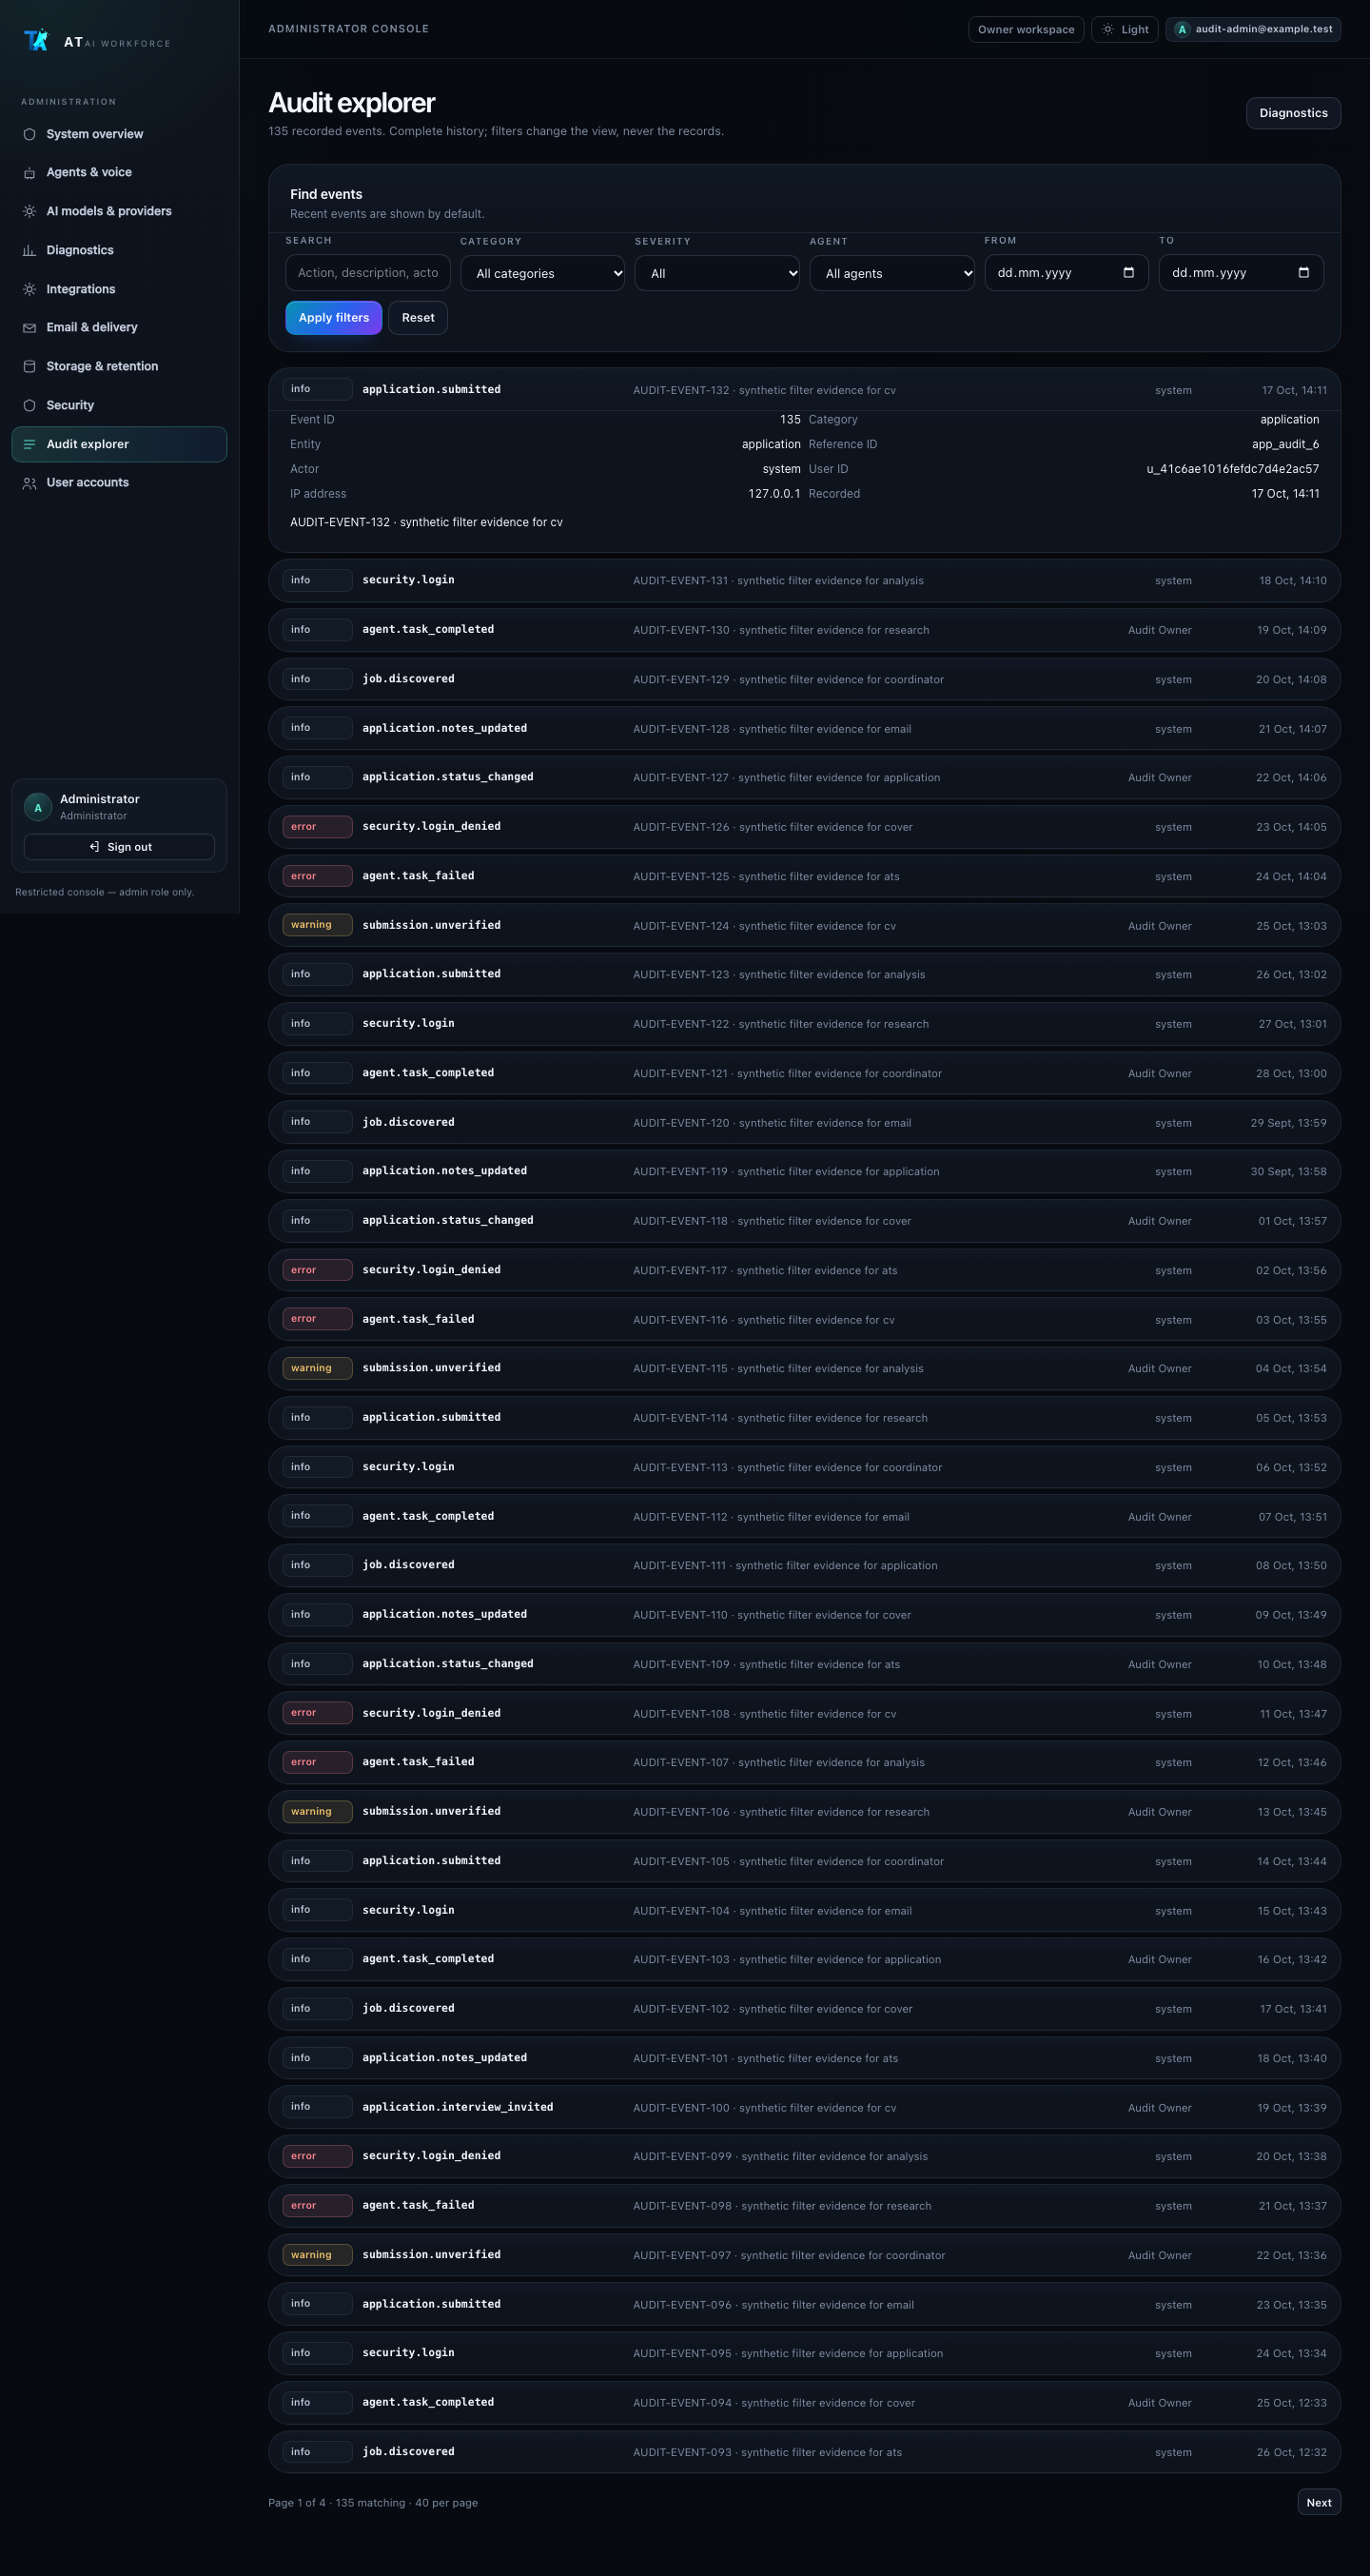 ATAI WORKFORCE
ADMINISTRATION
System overview
Agents & voice
AI models & providers
Diagnostics
Integrations
Email & delivery
Storage & retention
Security
Audit explorer
User accounts
A
Administrator
Administrator
Sign out
Restricted console — admin role only.
ADMINISTRATOR CONSOLE
Owner workspace
Light
A audit-admin@example.test
Audit explorer
135 recorded events. Complete history; filters change the view, never the records.
Diagnostics
Find events
Recent events are shown by default.
SEARCH CATEGORY SEVERITY AGENT FROM TO
Action, description, acto All categories All All agents dd.mm.yyyy dd.mm.yyyy
Apply filters Reset
info application.submitted AUDIT-EVENT-132 · synthetic filter evidence for cv system 17 Oct, 14:11
Event ID 135 Category application
Entity application Reference ID app_audit_6
Actor system User ID u_41c6ae1016fefdc7d4e2ac57
IP address 127.0.0.1 Recorded 17 Oct, 14:11
AUDIT-EVENT-132 · synthetic filter evidence for cv
info security.login AUDIT-EVENT-131 · synthetic filter evidence for analysis system 18 Oct, 14:10
info agent.task_completed AUDIT-EVENT-130 · synthetic filter evidence for research Audit Owner 19 Oct, 14:09
info job.discovered AUDIT-EVENT-129 · synthetic filter evidence for coordinator system 20 Oct, 14:08
info application.notes_updated AUDIT-EVENT-128 · synthetic filter evidence for email system 21 Oct, 14:07
info application.status_changed AUDIT-EVENT-127 · synthetic filter evidence for application Audit Owner 22 Oct, 14:06
error security.login_denied AUDIT-EVENT-126 · synthetic filter evidence for cover system 23 Oct, 14:05
error agent.task_failed AUDIT-EVENT-125 · synthetic filter evidence for ats system 24 Oct, 14:04
warning submission.unverified AUDIT-EVENT-124 · synthetic filter evidence for cv Audit Owner 25 Oct, 13:03
info application.submitted AUDIT-EVENT-123 · synthetic filter evidence for analysis system 26 Oct, 13:02
info security.login AUDIT-EVENT-122 · synthetic filter evidence for research system 27 Oct, 13:01
info agent.task_completed AUDIT-EVENT-121 · synthetic filter evidence for coordinator Audit Owner 28 Oct, 13:00
info job.discovered AUDIT-EVENT-120 · synthetic filter evidence for email system 29 Sept, 13:59
info application.notes_updated AUDIT-EVENT-119 · synthetic filter evidence for application system 30 Sept, 13:58
info application.status_changed AUDIT-EVENT-118 · synthetic filter evidence for cover Audit Owner 01 Oct, 13:57
error security.login_denied AUDIT-EVENT-117 · synthetic filter evidence for ats system 02 Oct, 13:56
error agent.task_failed AUDIT-EVENT-116 · synthetic filter evidence for cv system 03 Oct, 13:55
warning submission.unverified AUDIT-EVENT-115 · synthetic filter evidence for analysis Audit Owner 04 Oct, 13:54
info application.submitted AUDIT-EVENT-114 · synthetic filter evidence for research system 05 Oct, 13:53
info security.login AUDIT-EVENT-113 · synthetic filter evidence for coordinator system 06 Oct, 13:52
info agent.task_completed AUDIT-EVENT-112 · synthetic filter evidence for email Audit Owner 07 Oct, 13:51
info job.discovered AUDIT-EVENT-111 · synthetic filter evidence for application system 08 Oct, 13:50
info application.notes_updated AUDIT-EVENT-110 · synthetic filter evidence for cover system 09 Oct, 13:49
info application.status_changed AUDIT-EVENT-109 · synthetic filter evidence for ats Audit Owner 10 Oct, 13:48
error security.login_denied AUDIT-EVENT-108 · synthetic filter evidence for cv system 11 Oct, 13:47
error agent.task_failed AUDIT-EVENT-107 · synthetic filter evidence for analysis system 12 Oct, 13:46
warning submission.unverified AUDIT-EVENT-106 · synthetic filter evidence for research Audit Owner 13 Oct, 13:45
info application.submitted AUDIT-EVENT-105 · synthetic filter evidence for coordinator system 14 Oct, 13:44
info security.login AUDIT-EVENT-104 · synthetic filter evidence for email system 15 Oct, 13:43
info agent.task_completed AUDIT-EVENT-103 · synthetic filter evidence for application Audit Owner 16 Oct, 13:42
info job.discovered AUDIT-EVENT-102 · synthetic filter evidence for cover system 17 Oct, 13:41
info application.notes_updated AUDIT-EVENT-101 · synthetic filter evidence for ats system 18 Oct, 13:40
info application.interview_invited AUDIT-EVENT-100 · synthetic filter evidence for cv Audit Owner 19 Oct, 13:39
error security.login_denied AUDIT-EVENT-099 · synthetic filter evidence for analysis system 20 Oct, 13:38
error agent.task_failed AUDIT-EVENT-098 · synthetic filter evidence for research system 21 Oct, 13:37
warning submission.unverified AUDIT-EVENT-097 · synthetic filter evidence for coordinator Audit Owner 22 Oct, 13:36
info application.submitted AUDIT-EVENT-096 · synthetic filter evidence for email system 23 Oct, 13:35
info security.login AUDIT-EVENT-095 · synthetic filter evidence for application system 24 Oct, 13:34
info agent.task_completed AUDIT-EVENT-094 · synthetic filter evidence for cover Audit Owner 25 Oct, 12:33
info job.discovered AUDIT-EVENT-093 · synthetic filter evidence for ats system 26 Oct, 12:32
Page 1 of 4 · 135 matching · 40 per page
Next